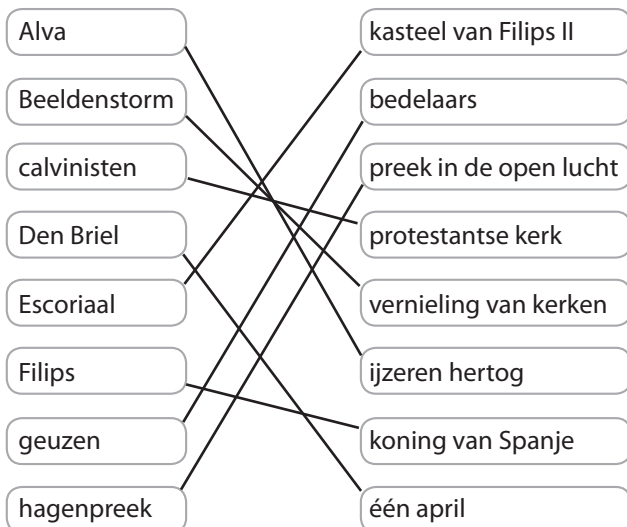 Alva
Beeldenstorm
calvinisten
Den Briel
Escoriaal
Filips
geuzen
hagenpreek
kasteel van Filips II
bedelaars
preek in de open lucht
protestantse kerk
vernieling van kerken
ijzeren hertog
koning van Spanje
één april